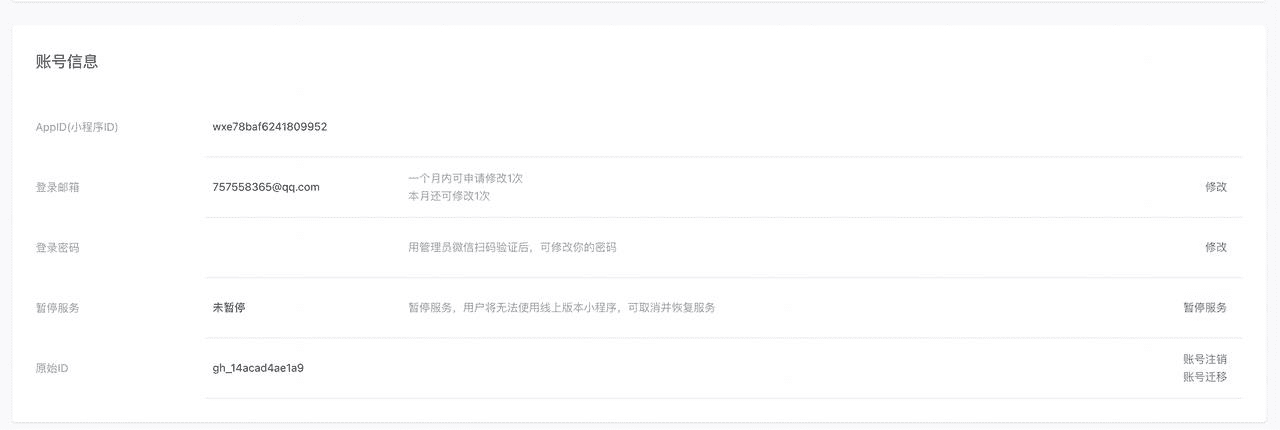 账号信息
AppID(小程序ID)
wxe78baf6241809952
登录邮箱
757558365@qq.com
一个月内可申请修改1次
本月还可修改1次
修改
登录密码
用管理员微信扫码验证后，可修改你的密码
修改
暂停服务
未暂停
暂停服务，用户将无法使用线上版本小程序，可取消并恢复服务
暂停服务
原始ID
gh_14acad4ae1a9
账号注销
账号迁移